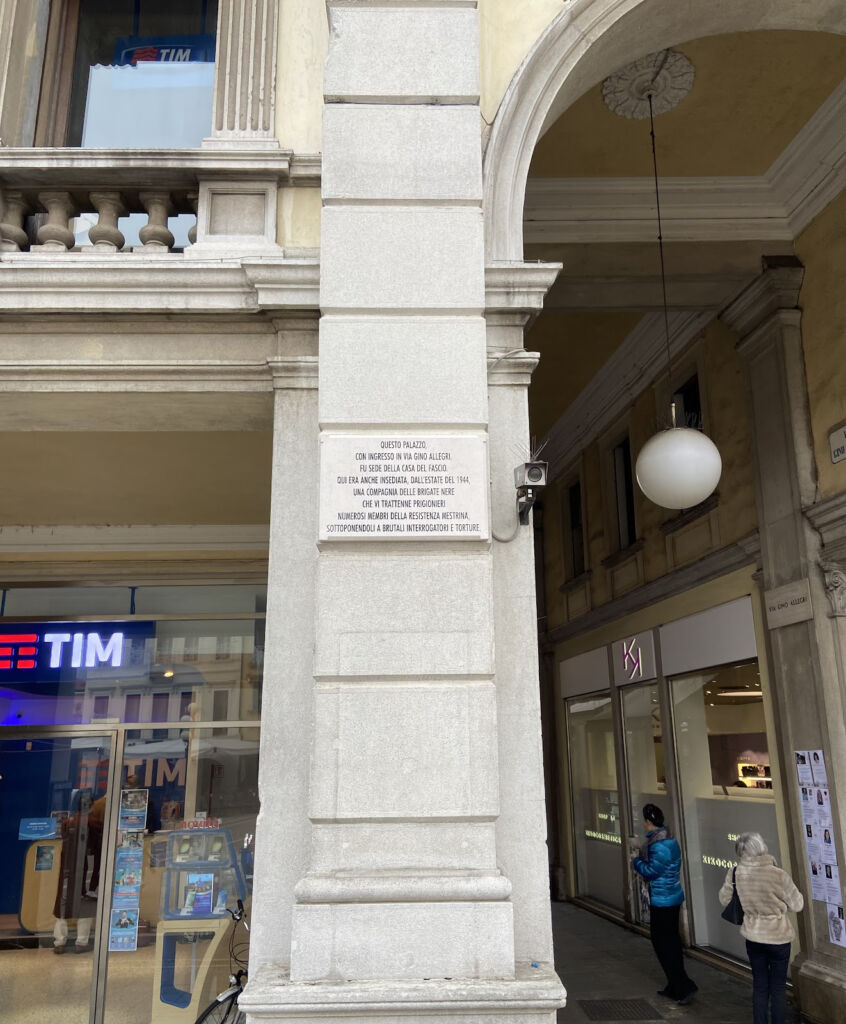 TIM
QUESTO PALAZZO,
CON INGRESSO IN VIA GINO ALLEGRI,
FU SEDE DELLA CASA DEL FASCIO.
QUI ERA ANCHE INSEDIATA, DALL'ESTATE DEL 1944,
UNA COMPAGNIA DELLE BRIGATE NERE
CHE VI TRATTENNE PRIGIONIERI
NUMEROSI MEMBRI DELLA RESISTENZA MESTRINA,
SOTTOPONENDOLI A BRUTALI INTERROGATORI E TORTURE.
VIA GINO ALLEGRI
TIM
KK
TIM